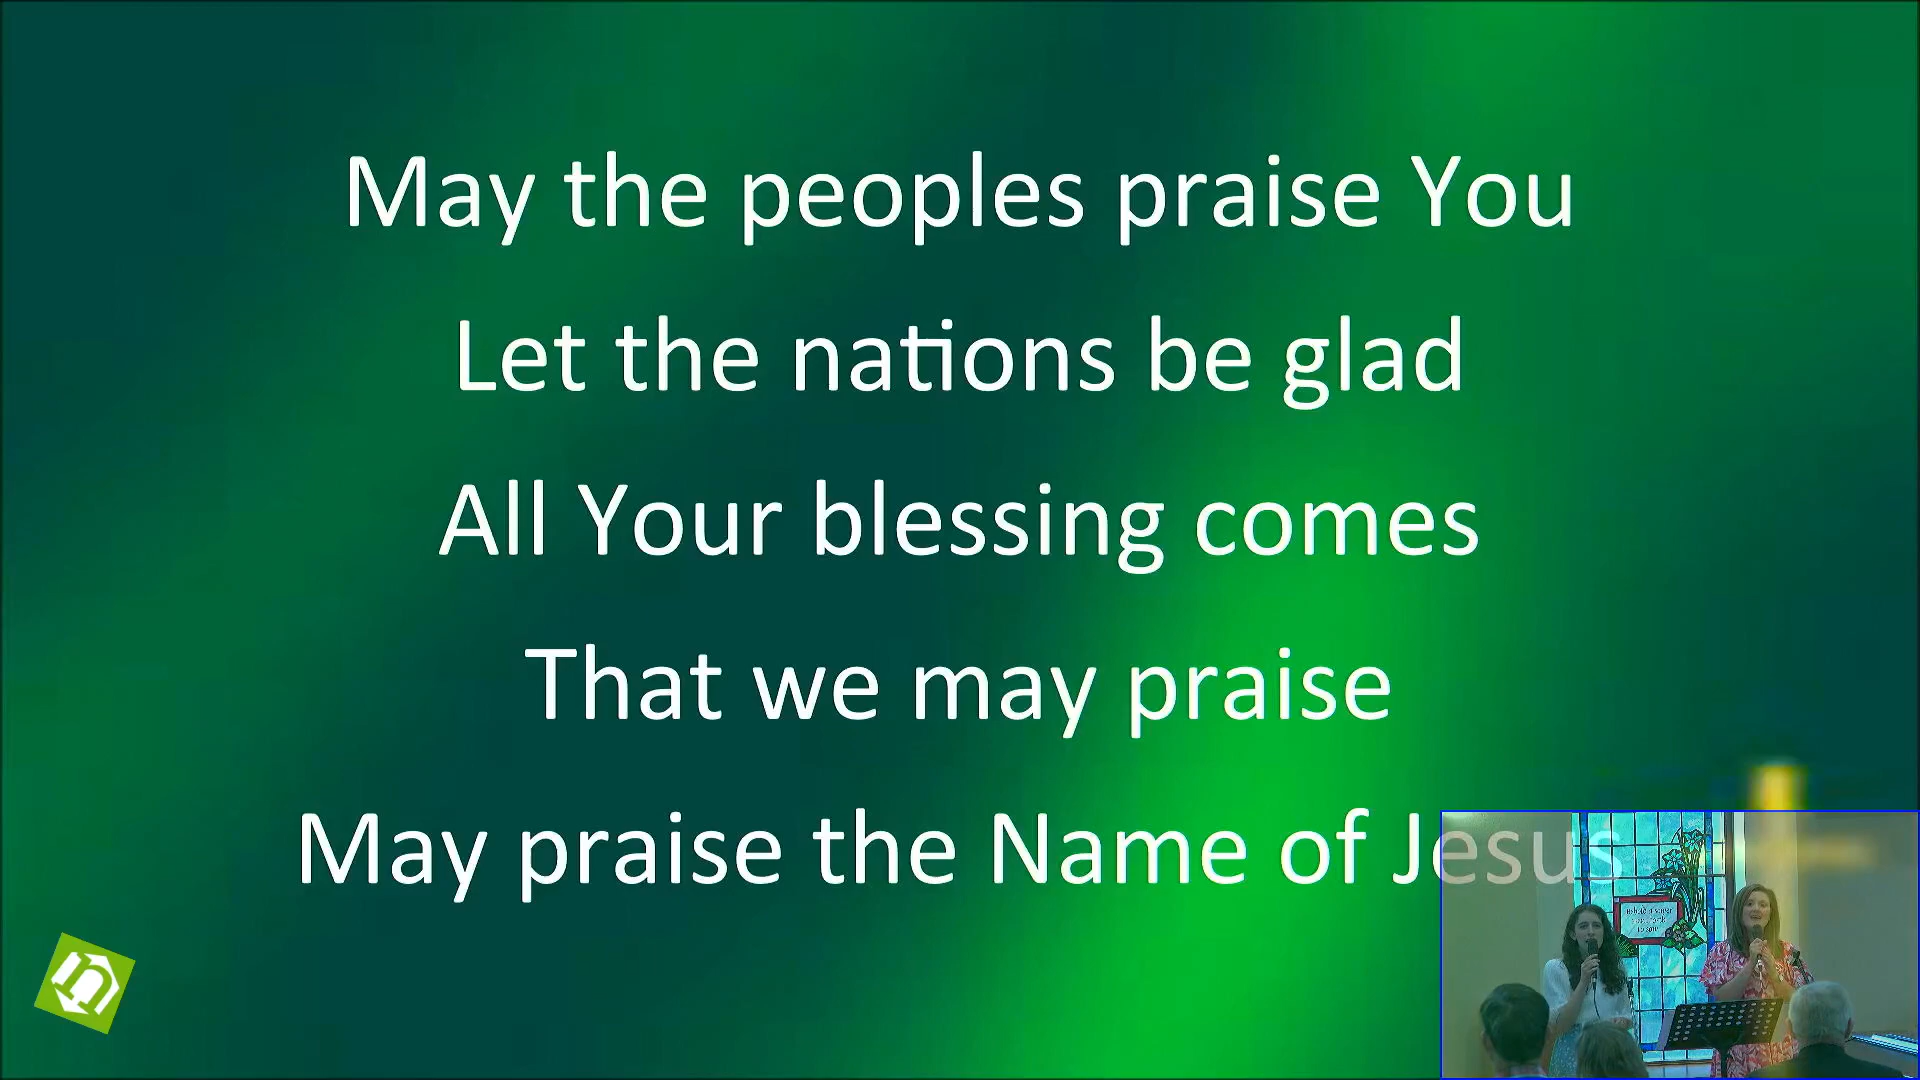 May the peoples praise You
Let the nations be glad
All Your blessing comes
That we may praise
May praise the Name of Jesus